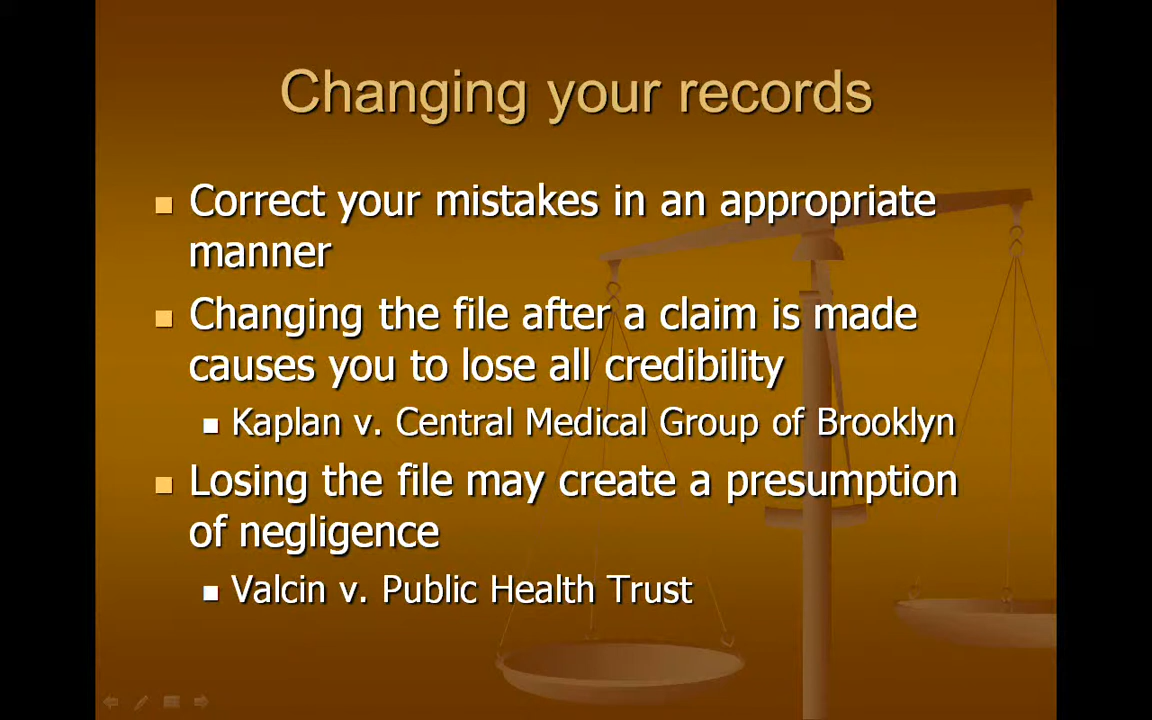 Changing your records
Correct your mistakes in an appropriate
manner
Changing the file after a claim is made
causes you to lose all credibility
Kaplan v. Central Medical Group of Brooklyn
Losing the file may create a presumption
of negligence
Valcin v. Public Health Trust